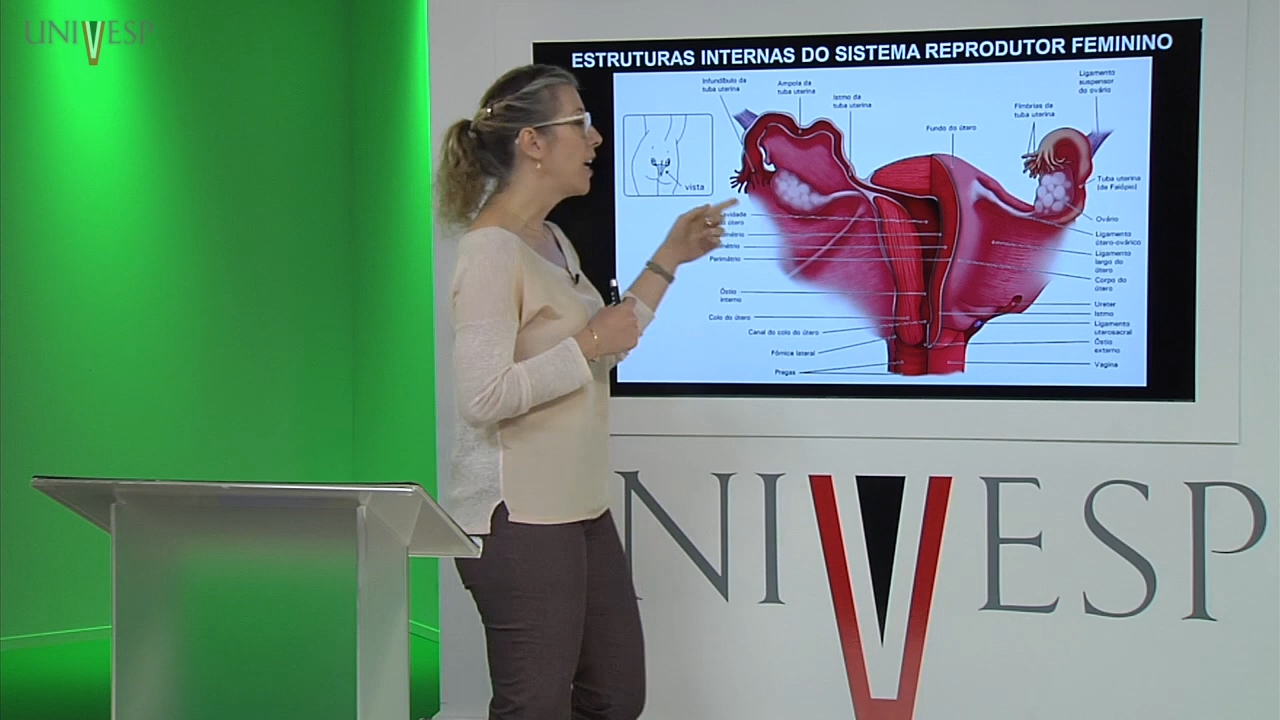 UNIVESP
ESTRUTURAS INTERNAS DO SISTEMA REPRODUTOR FEMININO
Infundíbulo da
tuba uterina
Ampola da
tuba uterina
Istmo da
tuba uterina
Fundo do útero
Fímbrias da
tuba uterina
Ligamento
suspensor
do ovário
vista
Tuba uterina
(de Falópio)
Ovário
Ligamento
útero-ovárico
Ligamento
largo do
útero
Corpo do
útero
Ureter
Istmo
Ligamento
uterosacral
Óstio
externo
Vagina
útero
Perimétrio
Óstio
interno
Colo do útero
Canal do colo do útero
Fórnice lateral
Pregas
NIVESP